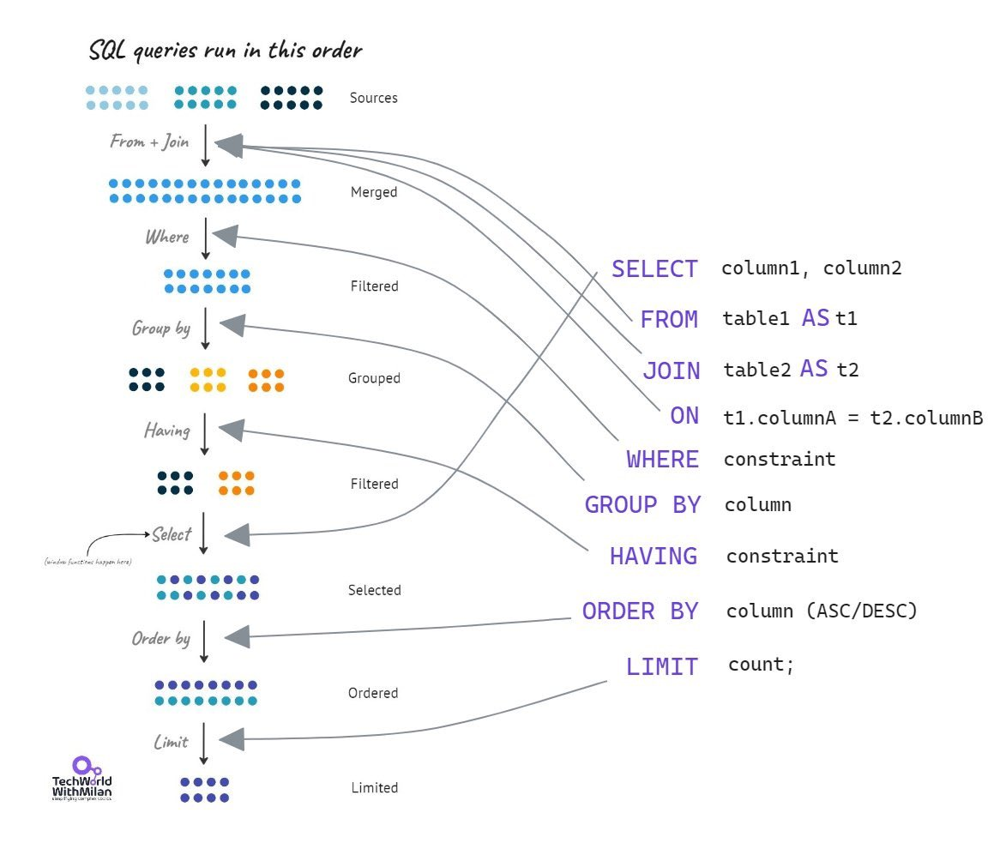 SQL queries run in this order
Sources
From + Join
Merged
Where
Filtered
Group by
Grouped
Having
Filtered
Select
(window functions happen here)
Selected
Order by
Ordered
Limit
Limited
SELECT column1, column2
FROM table1 AS t1
JOIN table2 AS t2
ON t1.columnA = t2.columnB
WHERE constraint
GROUP BY column
HAVING constraint
ORDER BY column (ASC/DESC)
LIMIT count;
TechWorld
WithMilan
simplifying complex topics